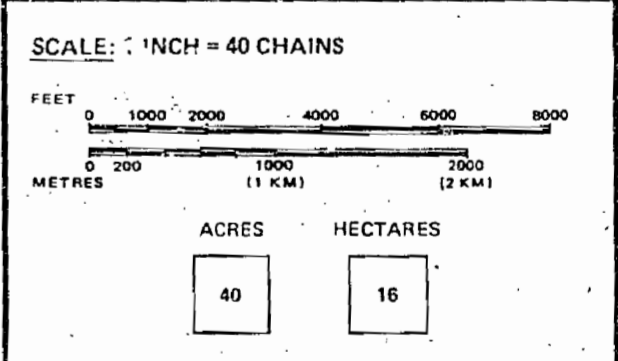 SCALE: 1 INCH = 40 CHAINS
FEET
0 1000 2000 4000 6000 8000
0 200 1000 2000
METRES (1 KM) (2 KM)
ACRES HECTARES
40 16